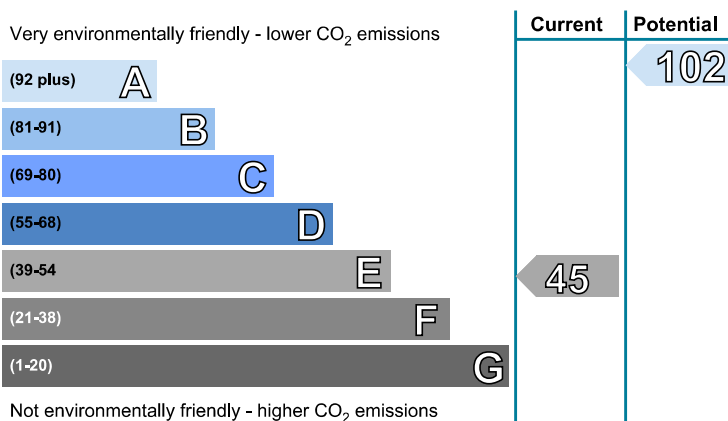 Current Potential
Very environmentally friendly - lower CO2 emissions
102
(92 plus) A
(81-91) B
(69-80) C
(55-68) D
(39-54 E
45
(21-38) F
(1-20) G
Not environmentally friendly - higher CO2 emissions